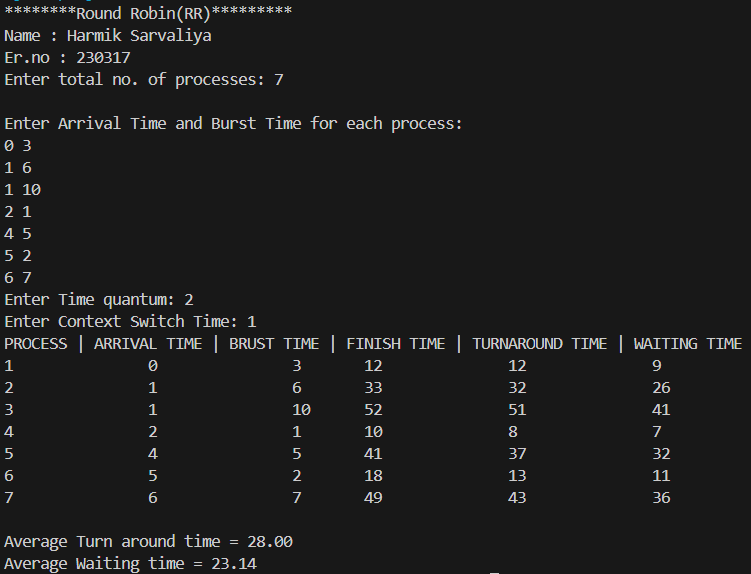 ********Round Robin(RR)*********
Name : Harmik Sarvaliya
Er.no : 230317
Enter total no. of processes: 7
Enter Arrival Time and Burst Time for each process:
0 3
1 6
1 10
2 1
4 5
5 2
6 7
Enter Time quantum: 2
Enter Context Switch Time: 1
PROCESS | ARRIVAL TIME | BRUST TIME | FINISH TIME | TURNAROUND TIME | WAITING TIME
1 0 3 12 12 9
2 1 6 33 32 26
3 1 10 52 51 41
4 2 1 10 8 7
5 4 5 41 37 32
6 5 2 18 13 11
7 6 7 49 43 36
Average Turn around time = 28.00
Average Waiting time = 23.14